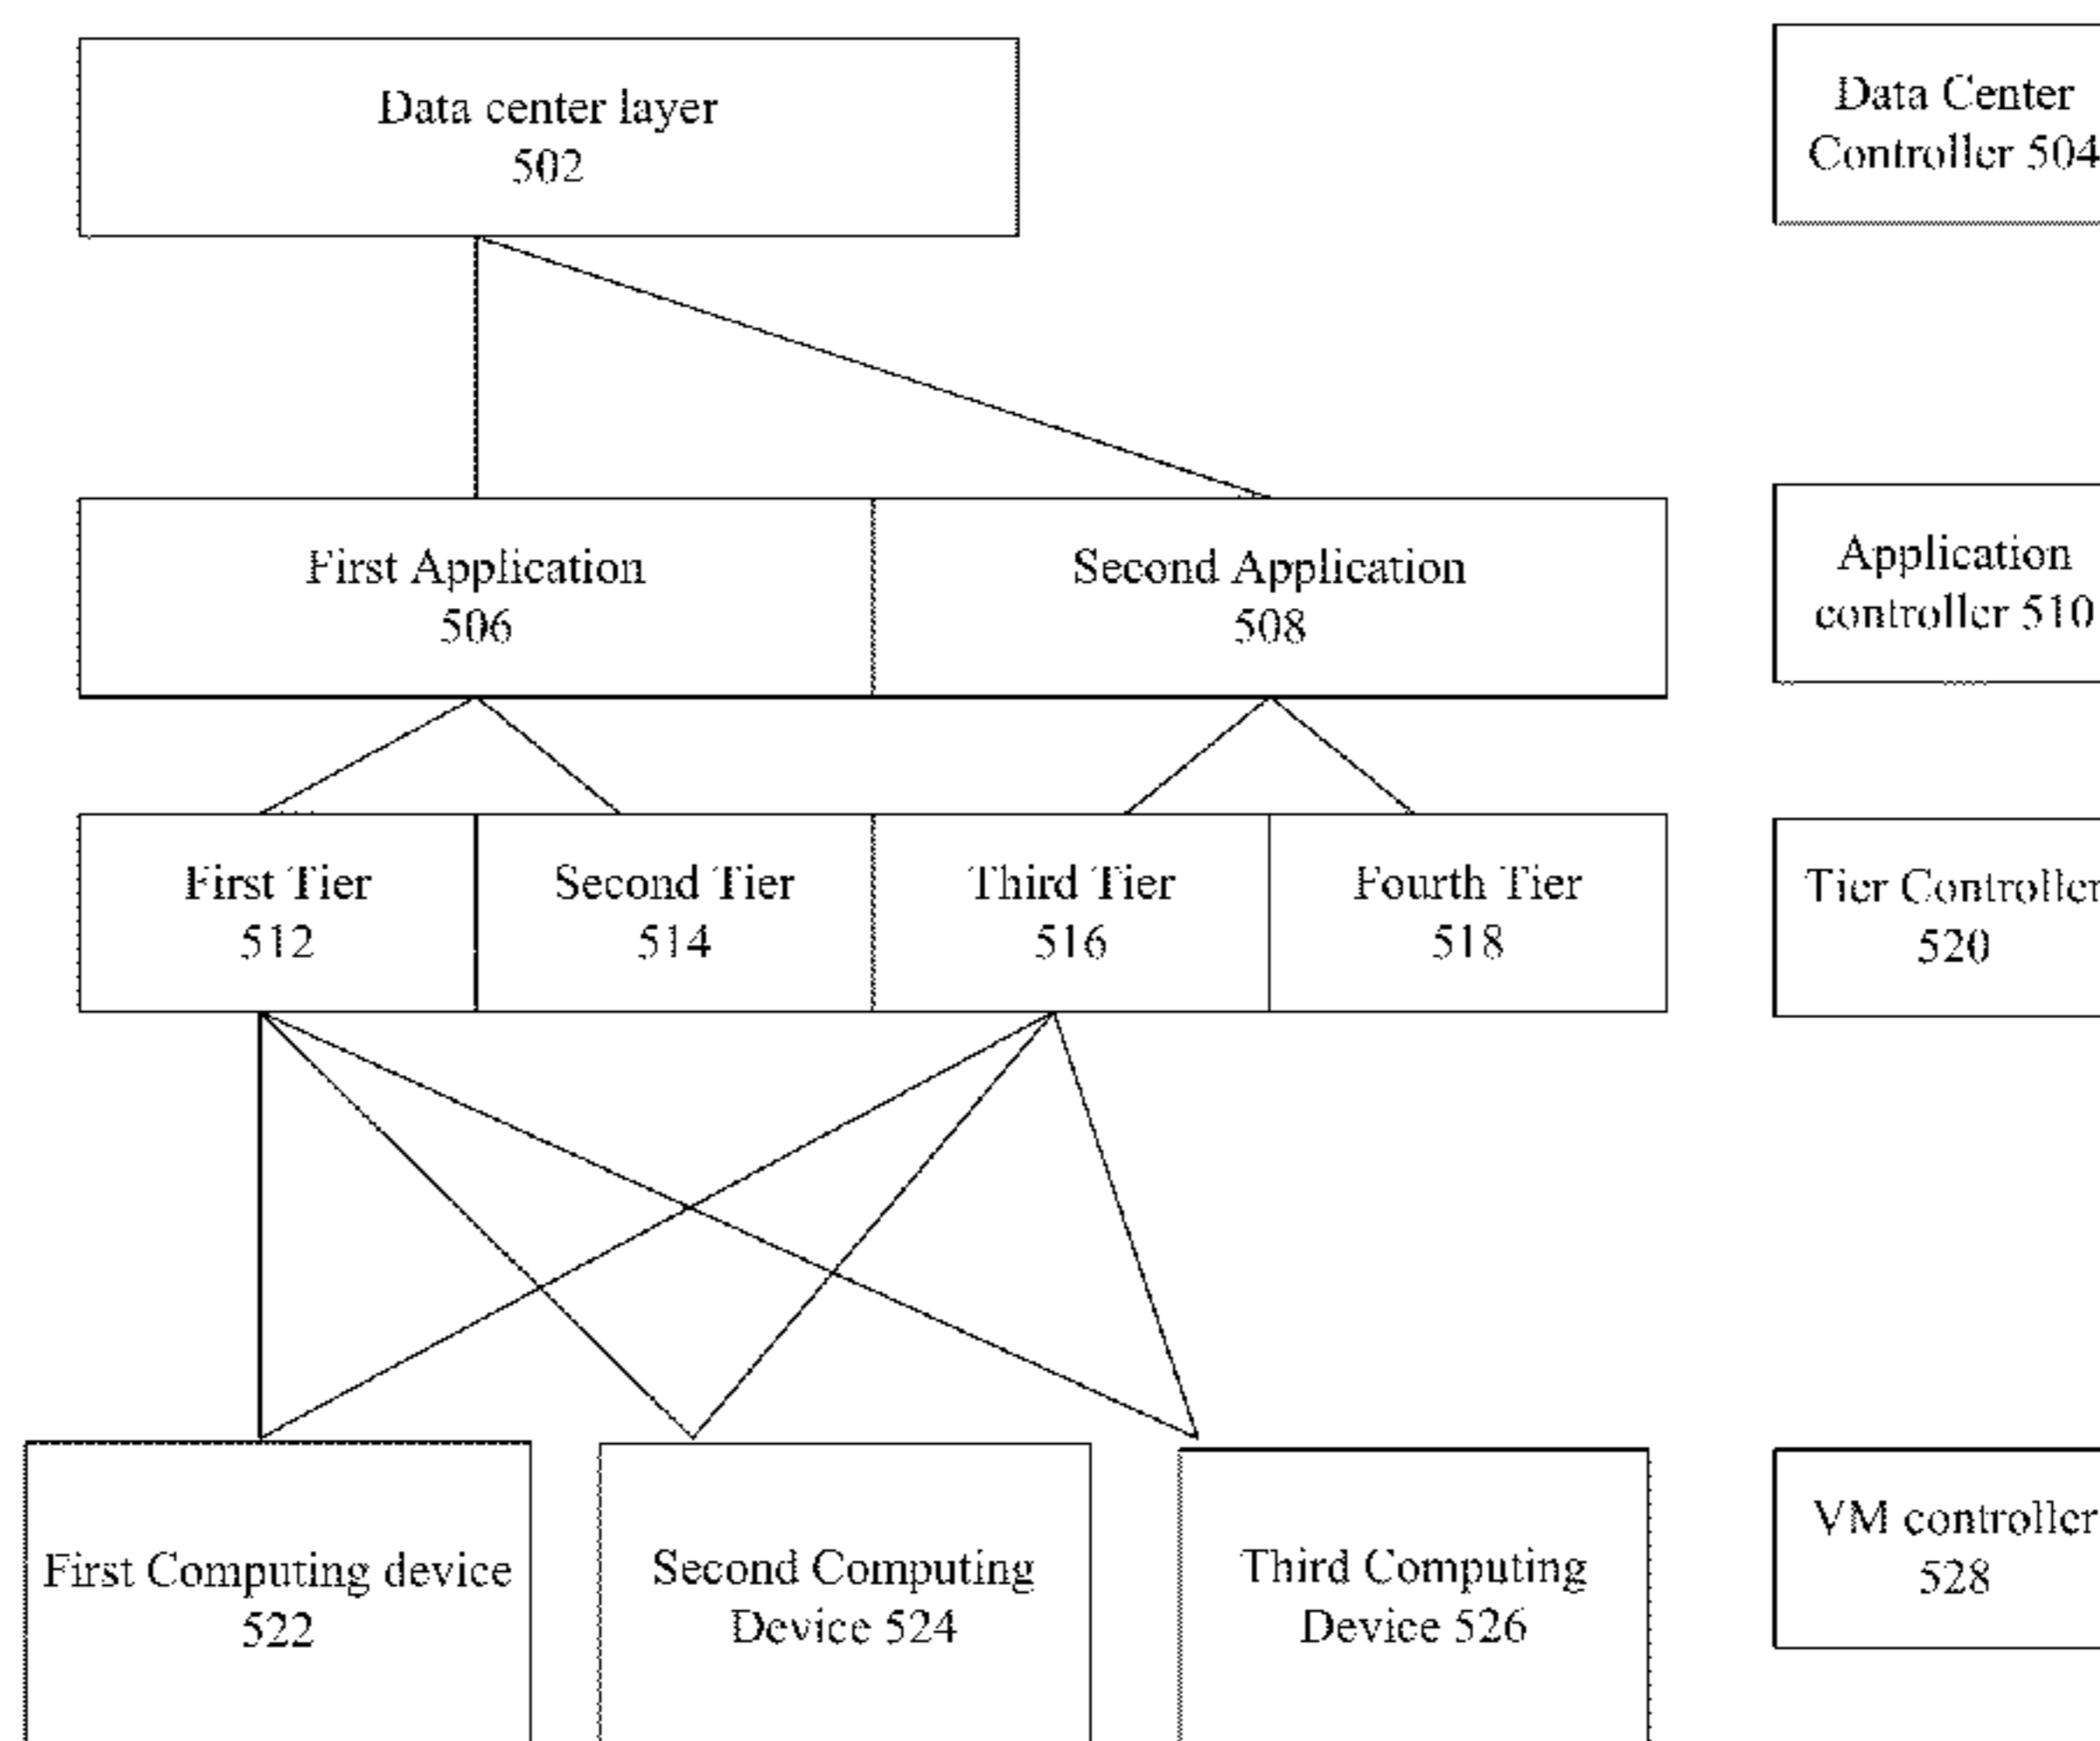 Data center layer
502
Data Center
Controller 504
First Application
506
Second Application
508
Application
controller 510
First Tier
512
Second Tier
514
Third Tier
516
Fourth Tier
518
Tier Controller
520
First Computing device
522
Second Computing
Device 524
Third Computing
Device 526
VM controller
528